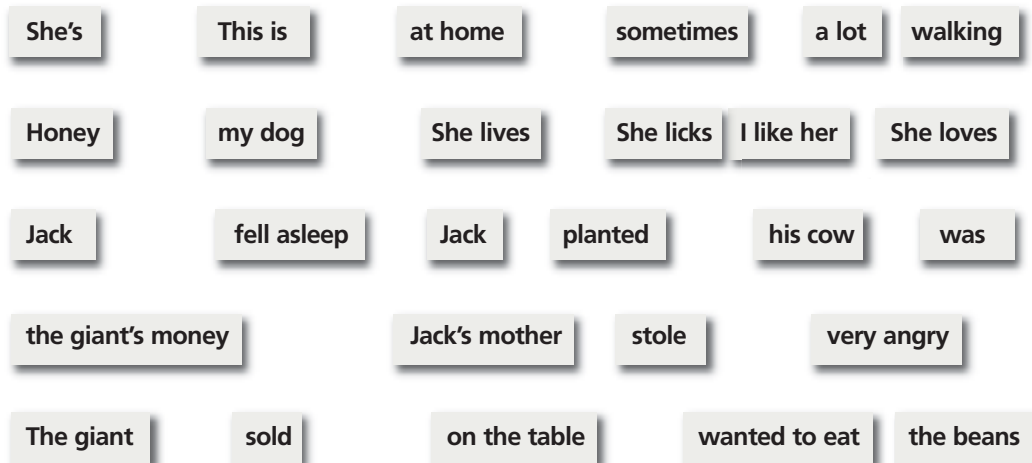 She's This is at home sometimes a lot walking
Honey my dog She lives She licks I like her She loves
Jack fell asleep Jack planted his cow was
the giant's money Jack's mother stole very angry
The giant sold on the table wanted to eat the beans